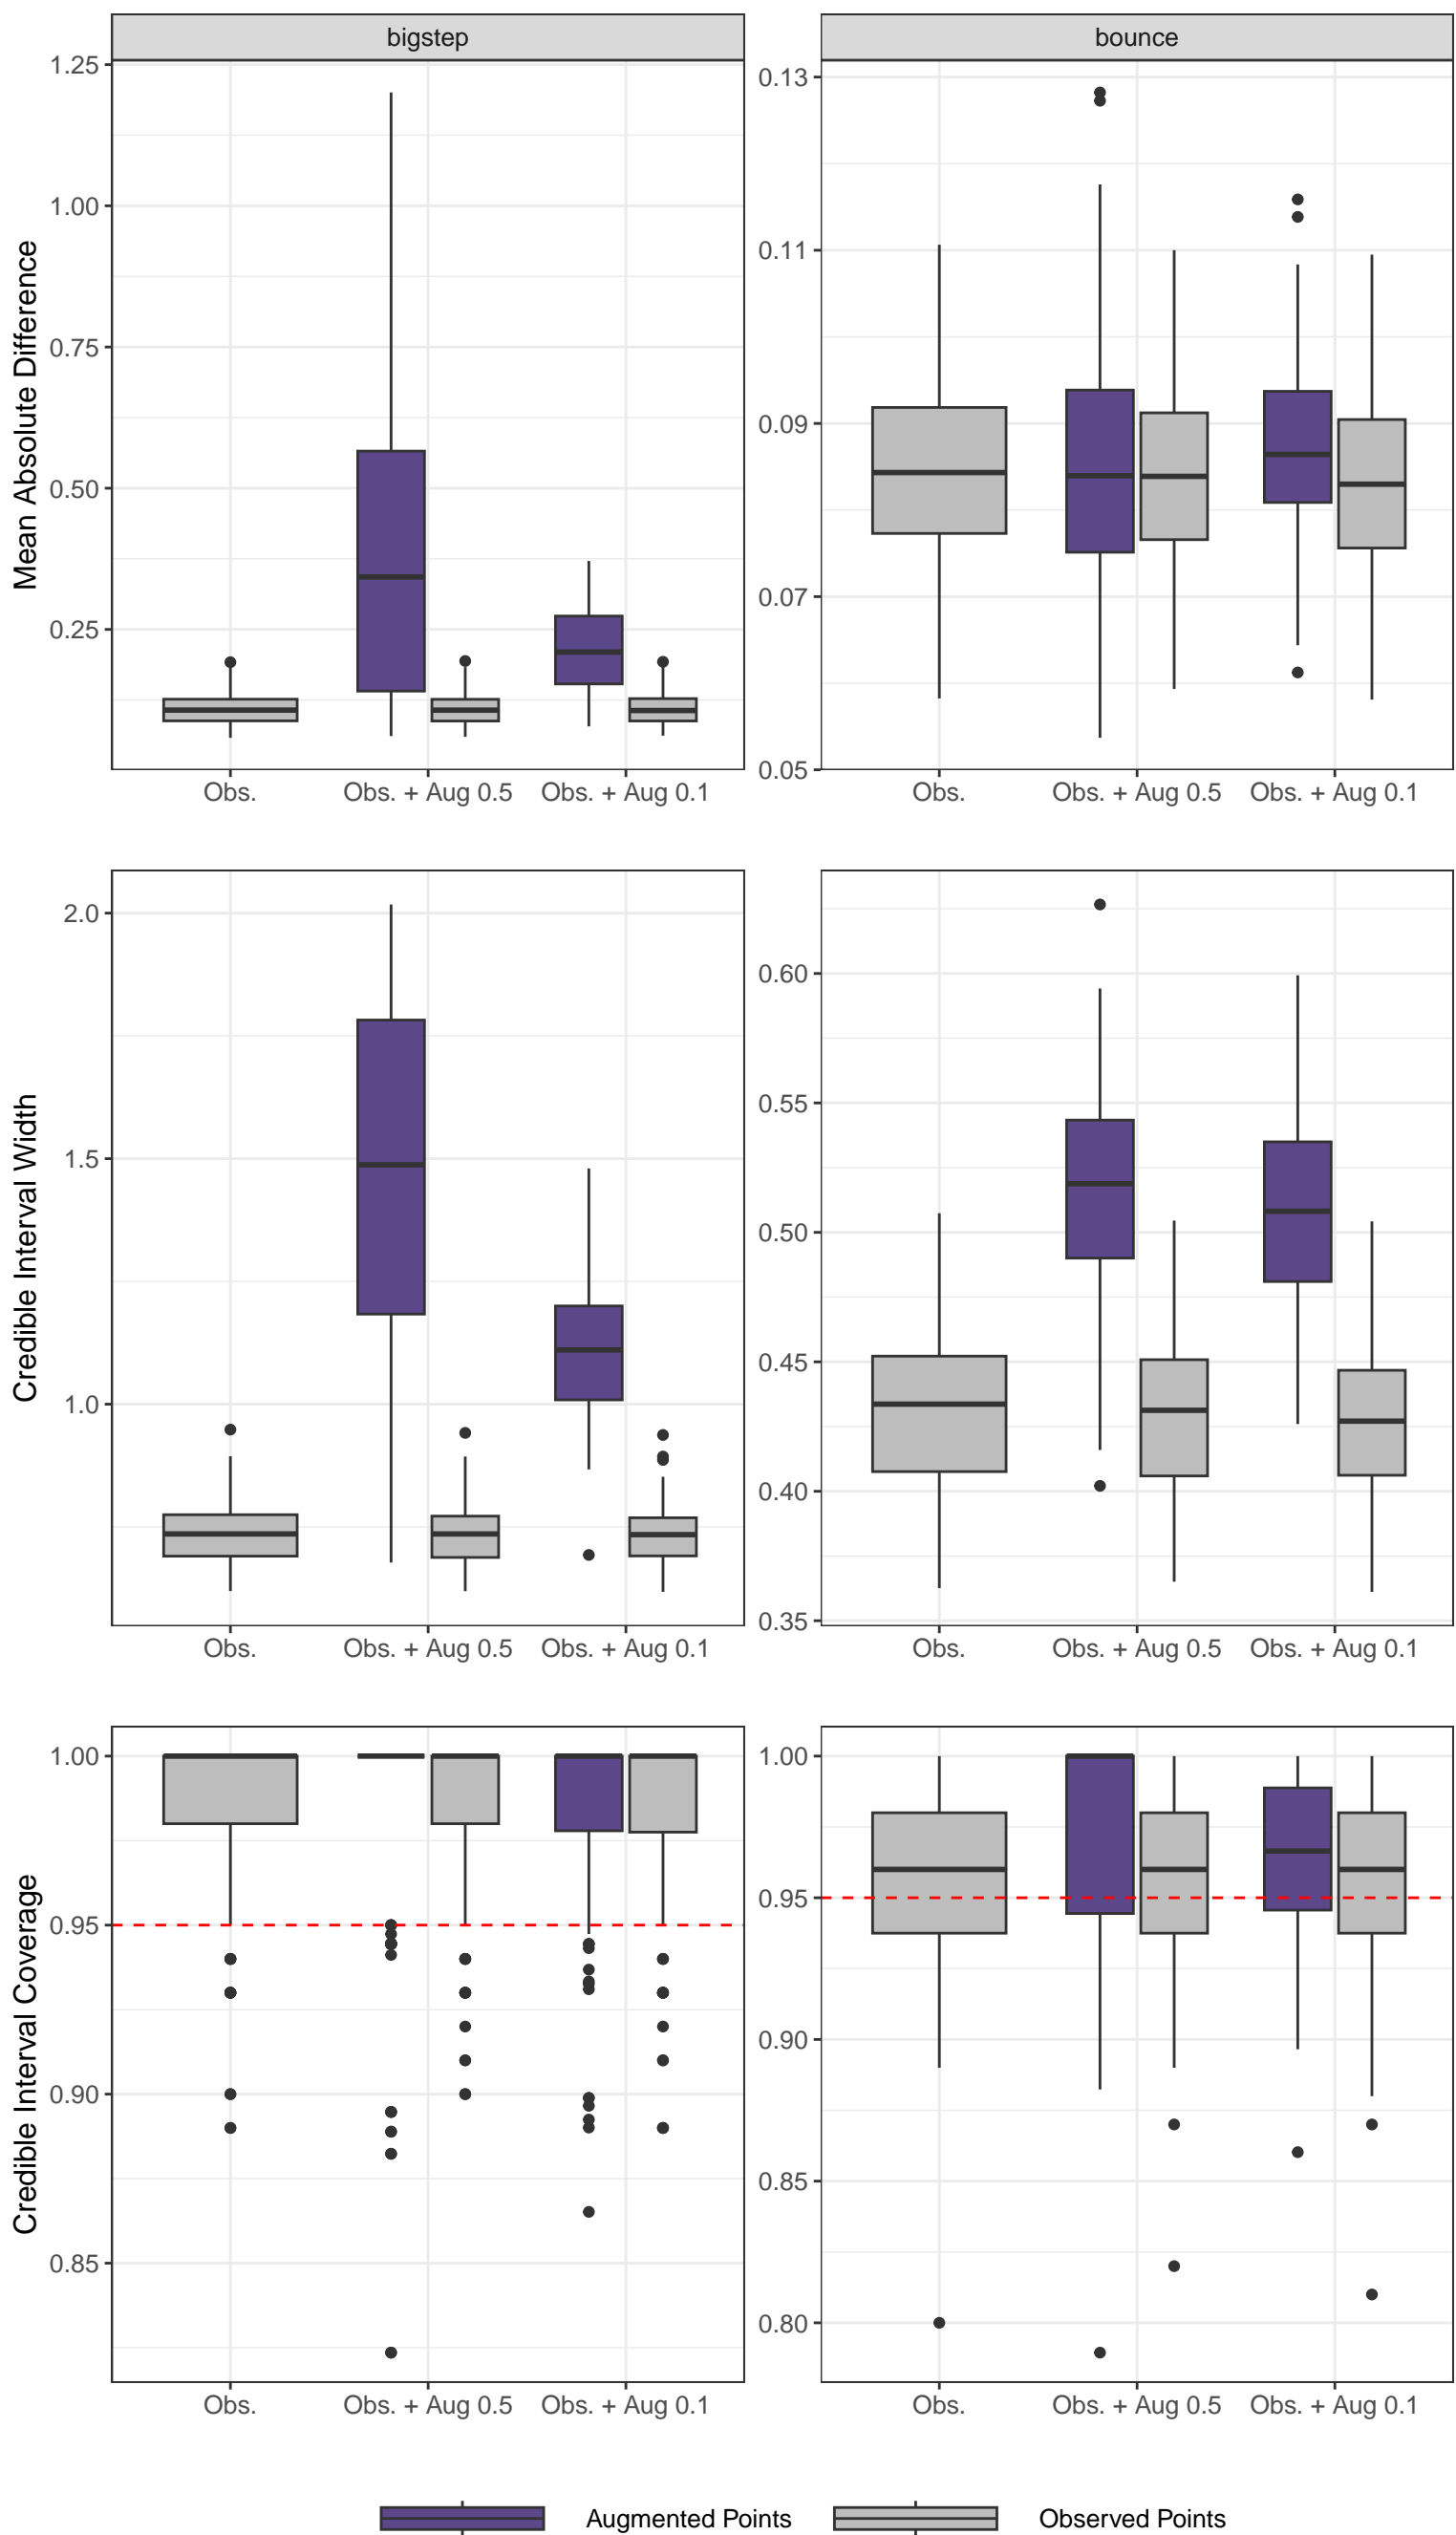 bigstep
bounce
Mean Absolute Difference
1.25
1.00
0.75
0.50
0.25
0.13
0.11
0.09
0.07
0.05
Obs.
Obs. + Aug 0.5
Obs. + Aug 0.1
Obs.
Obs. + Aug 0.5
Obs. + Aug 0.1
Credible Interval Width
2.0
1.5
1.0
0.60
0.55
0.50
0.45
0.40
0.35
Obs.
Obs. + Aug 0.5
Obs. + Aug 0.1
Obs.
Obs. + Aug 0.5
Obs. + Aug 0.1
Credible Interval Coverage
1.00
0.95
0.90
0.85
1.00
0.95
0.90
0.85
0.80
Obs.
Obs. + Aug 0.5
Obs. + Aug 0.1
Obs.
Obs. + Aug 0.5
Obs. + Aug 0.1
Augmented Points
Observed Points